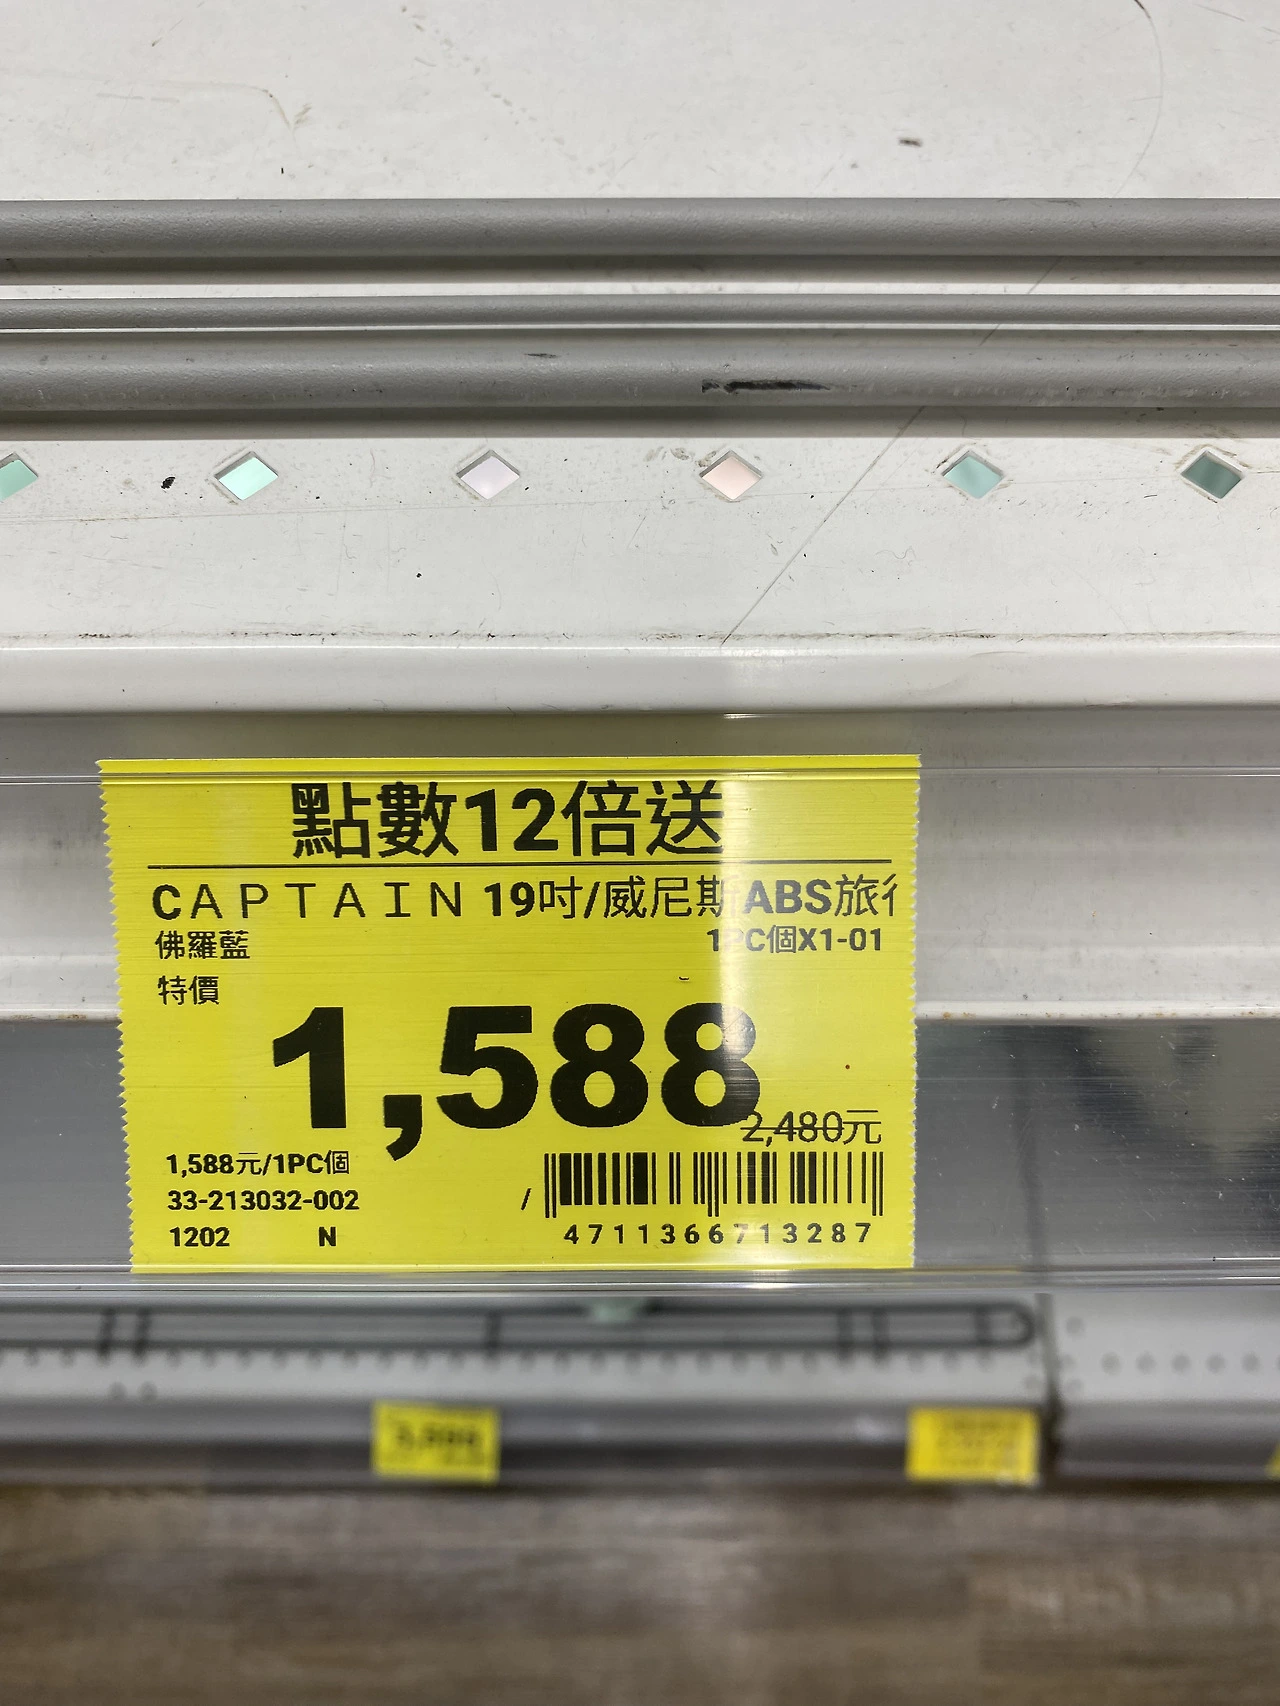 點數12倍送
CAPTAIN 19吋/威尼斯ABS旅行
佛羅藍
1PC個X1-01
特價
1,588
2,480元
1,588元/1PC個
33-213032-002
/
1202 N
4711366713287